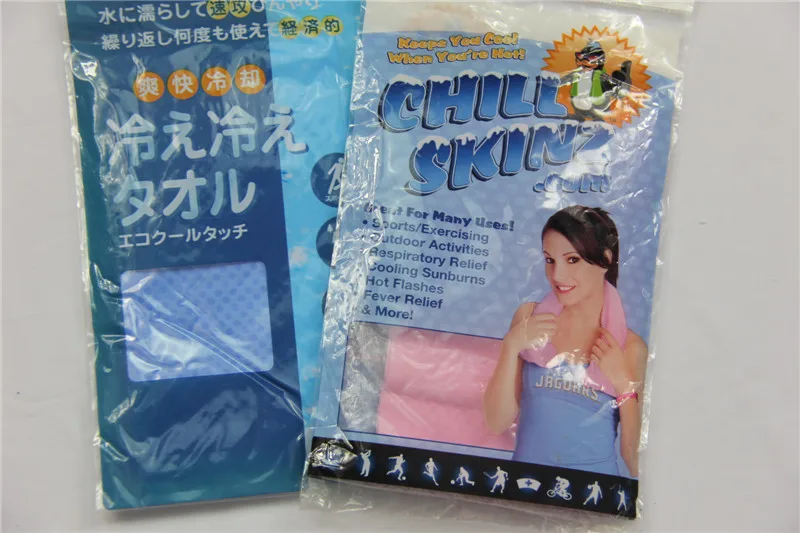 水に濡らして速攻ひんやり
繰り返し何度も使えて経済的
爽快冷却
冷え冷え
タオル
エコクールタッチ
Keeps You Cool
When You're Hot!
CHILL
SKINZ
.com
Great For Many Uses!
• Sports/Exercising
Outdoor Activities
Respiratory Relief
Cooling Sunburns
Hot Flashes
Fever Relief
& More!
JAGUARS